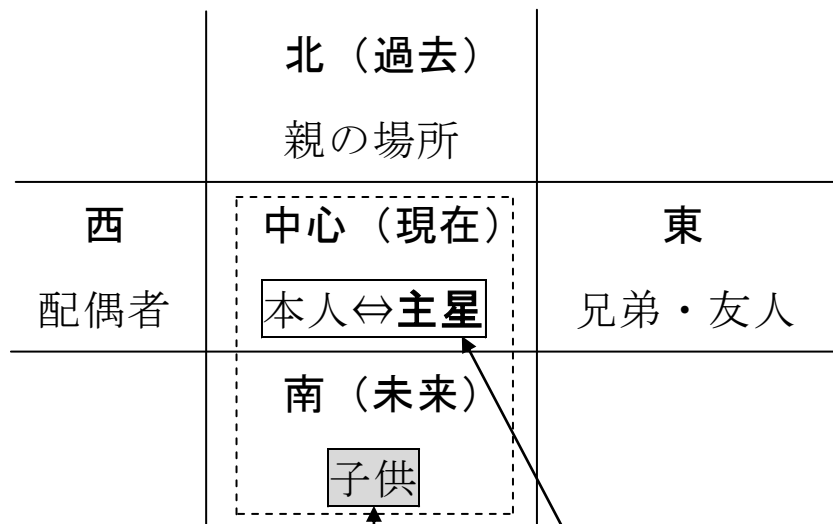 北（過去）
親の場所
西
配偶者
中心（現在）
本人⇔主星
東
兄弟・友人
南（未来）
子供